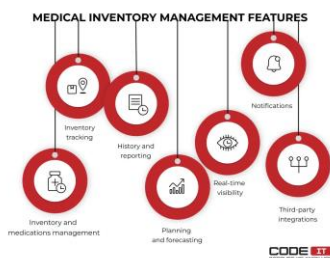 MEDICAL INVENTORY MANAGEMENT FEATURES
Notifications
Inventory
tracking
History and
reporting
Real-time
visibility
Third-party
integrations
Inventory and
medications management
Planning
and forecasting
CODE IT